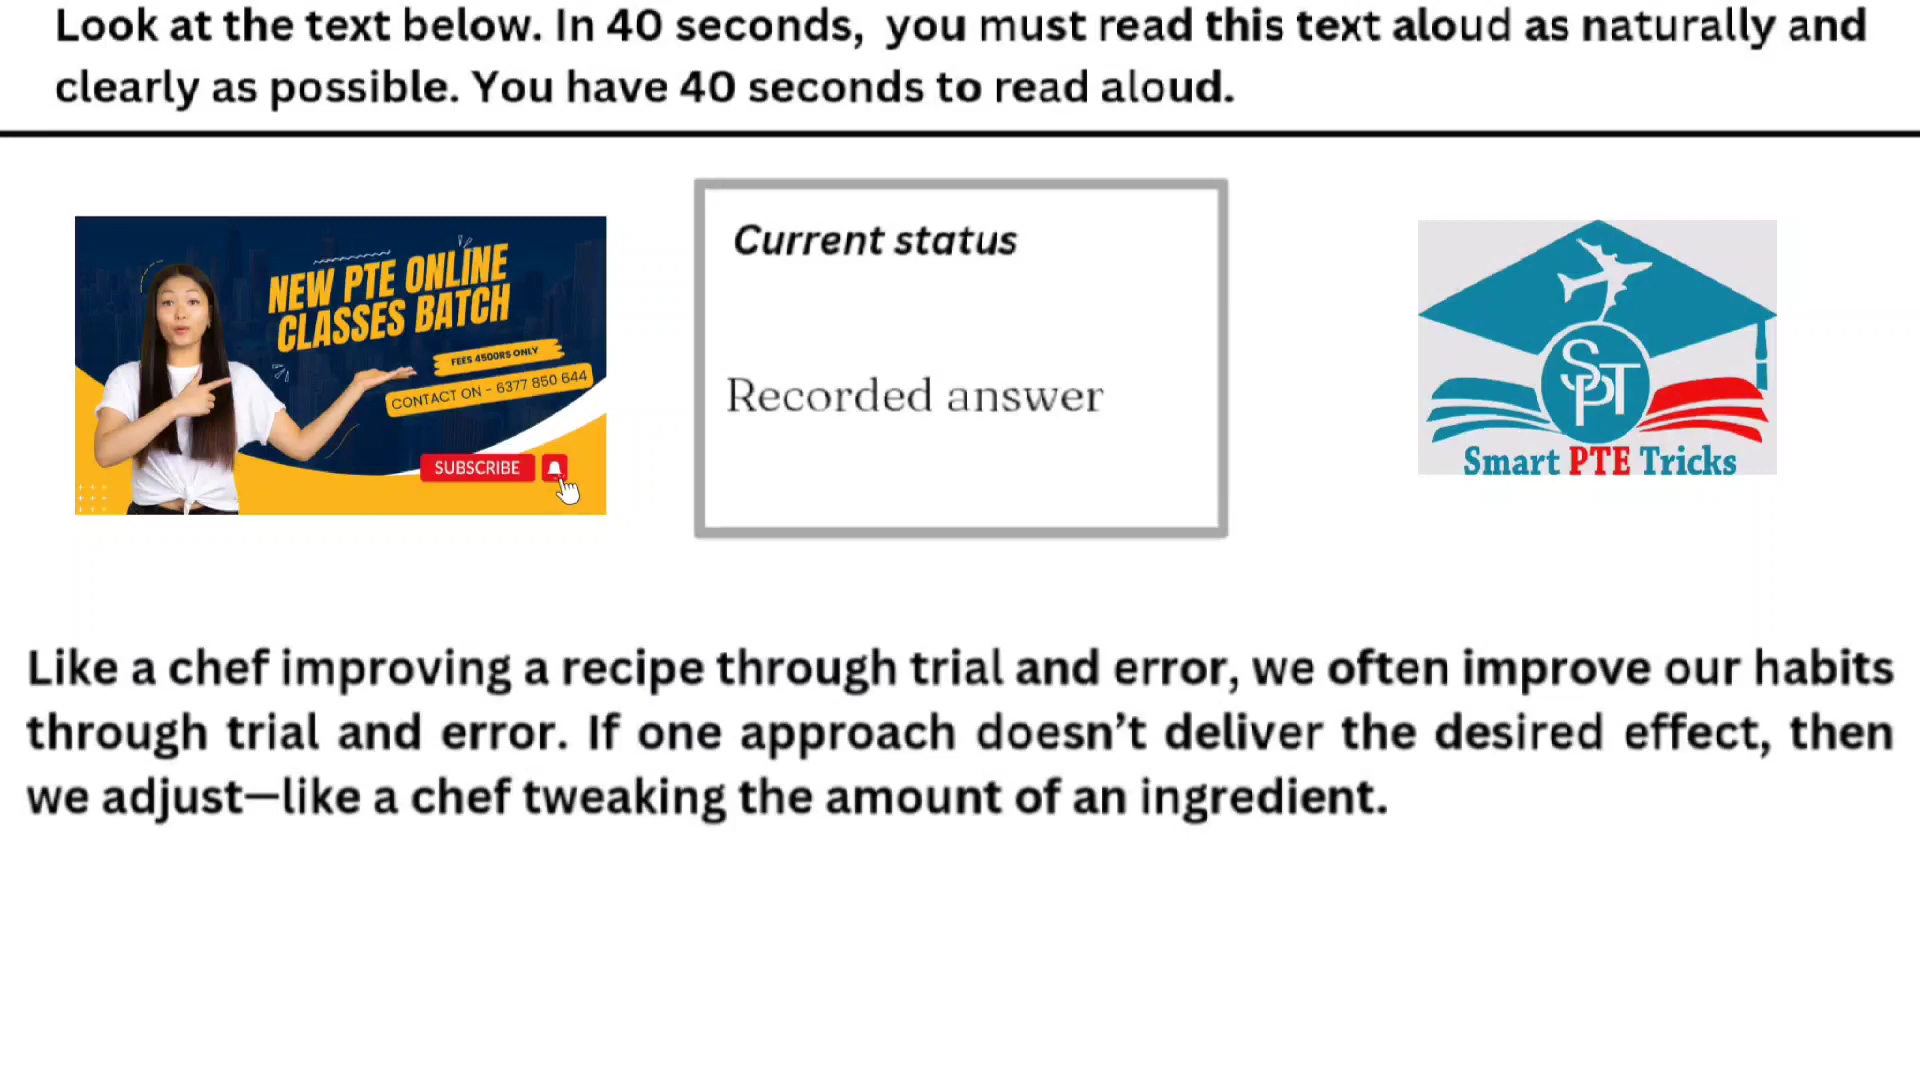 Look at the text below. In 40 seconds, you must read this text aloud as naturally and
clearly as possible. You have 40 seconds to read aloud.
NEW PTE ONLINE
CLASSES BATCH
FEES 4500RS ONLY
CONTACT ON - 6377 850 644
SUBSCRIBE
Current status
Recorded answer
SPT
Smart PTE Tricks
Like a chef improving a recipe through trial and error, we often improve our habits
through trial and error. If one approach doesn’t deliver the desired effect, then
we adjust—like a chef tweaking the amount of an ingredient.